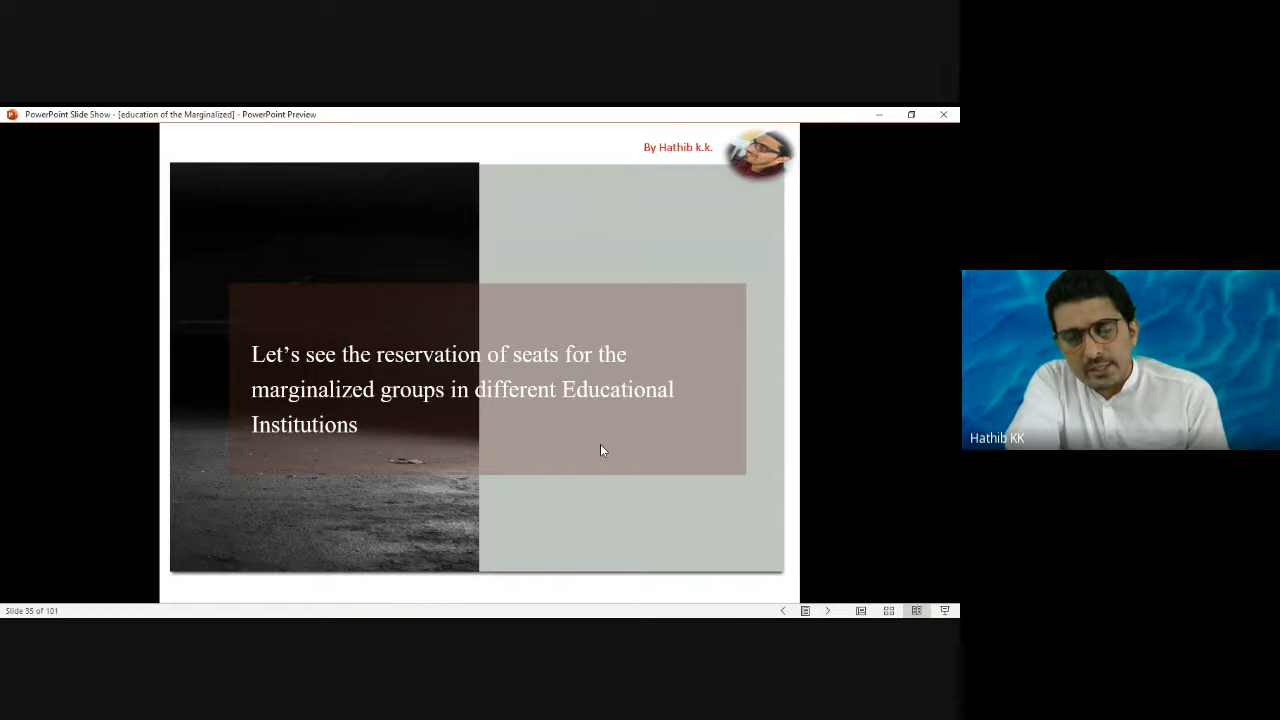 PowerPoint Slide Show - [education of the Marginalized] - PowerPoint Preview
By Hathib k.k.
Let’s see the reservation of seats for the
marginalized groups in different Educational
Institutions
Hathib KK
Slide 35 of 101